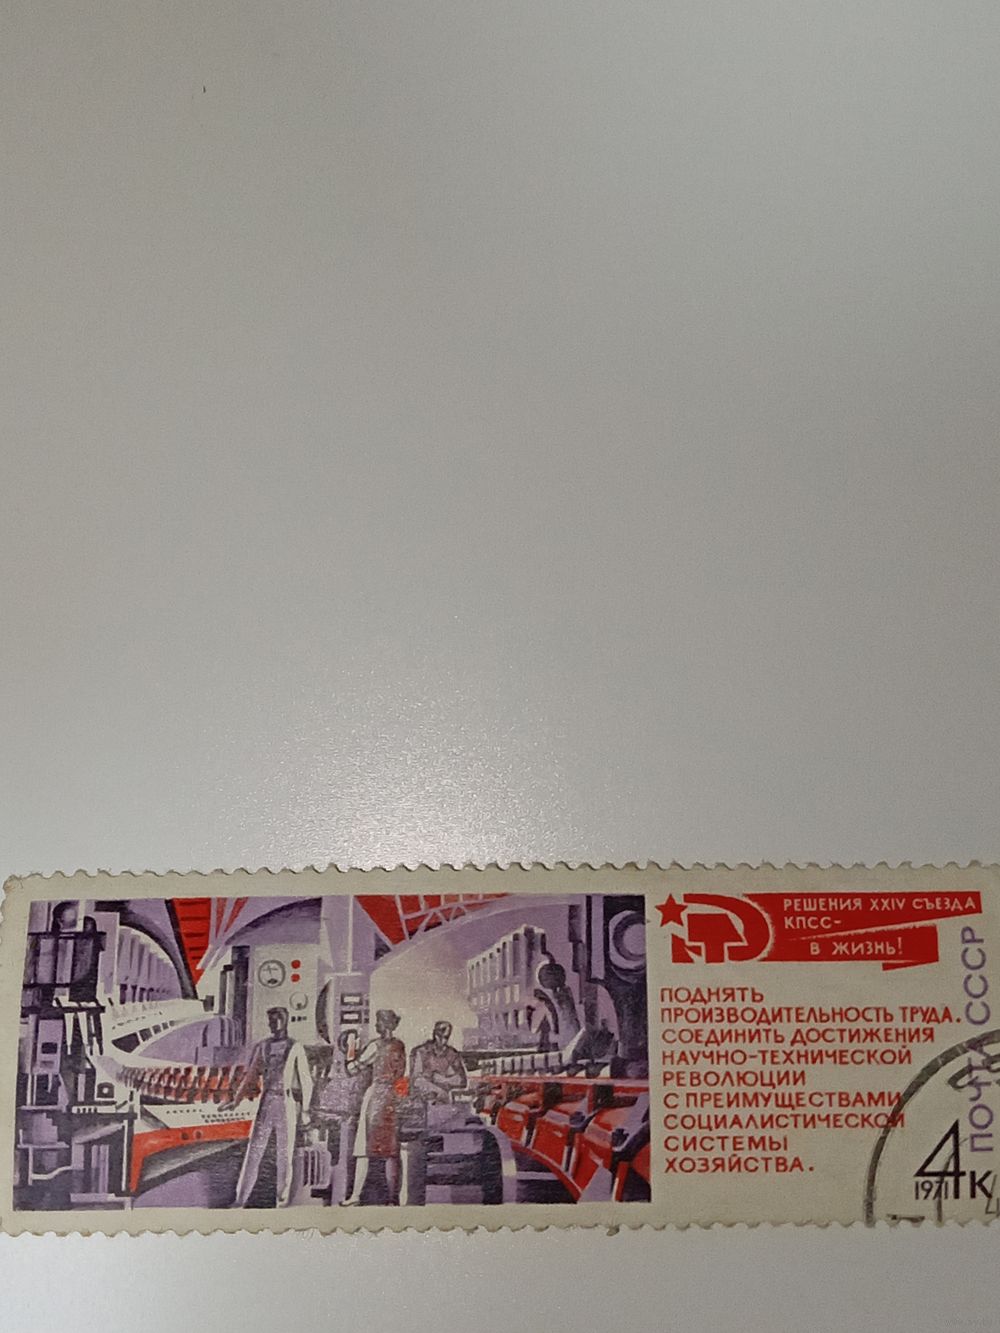 РЕШЕНИЯ XXIV СЪЕЗДА
КПСС-
В ЖИЗНЬ!
ПОДНЯТЬ
ПРОИЗВОДИТЕЛЬНОСТЬ ТРУДА.
СОЕДИНИТЬ ДОСТИЖЕНИЯ
НАУЧНО-ТЕХНИЧЕСКОЙ
РЕВОЛЮЦИИ
С ПРЕИМУЩЕСТВАМИ
СОЦИАЛИСТИЧЕСКОЙ
СИСТЕМЫ
ХОЗЯЙСТВА.
ПОЧТА СССР
4К
1971